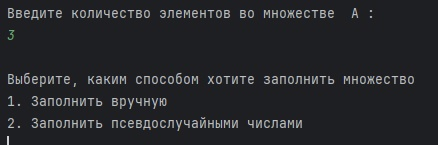 Введите количество элементов во множестве  A :
3
Выберите, каким способом хотите заполнить множество
1. Заполнить вручную
2. Заполнить псевдослучайными числами